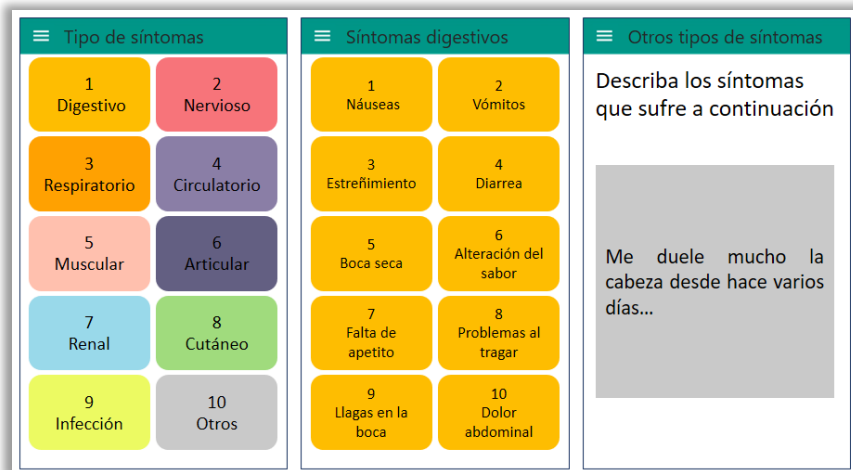 Tipo de síntomas
1
Digestivo
2
Nervioso
3
Respiratorio
4
Circulatorio
5
Muscular
6
Articular
7
Renal
8
Cutáneo
9
Infección
10
Otros
Síntomas digestivos
1
Náuseas
2
Vómitos
3
Estreñimiento
4
Diarrea
5
Boca seca
6
Alteración del
sabor
7
Falta de
apetito
8
Problemas al
tragar
9
Llagas en la
boca
10
Dolor
abdominal
Otros tipos de síntomas
Describa los síntomas
que sufre a continuación
Me duele mucho la
cabeza desde hace varios
días...